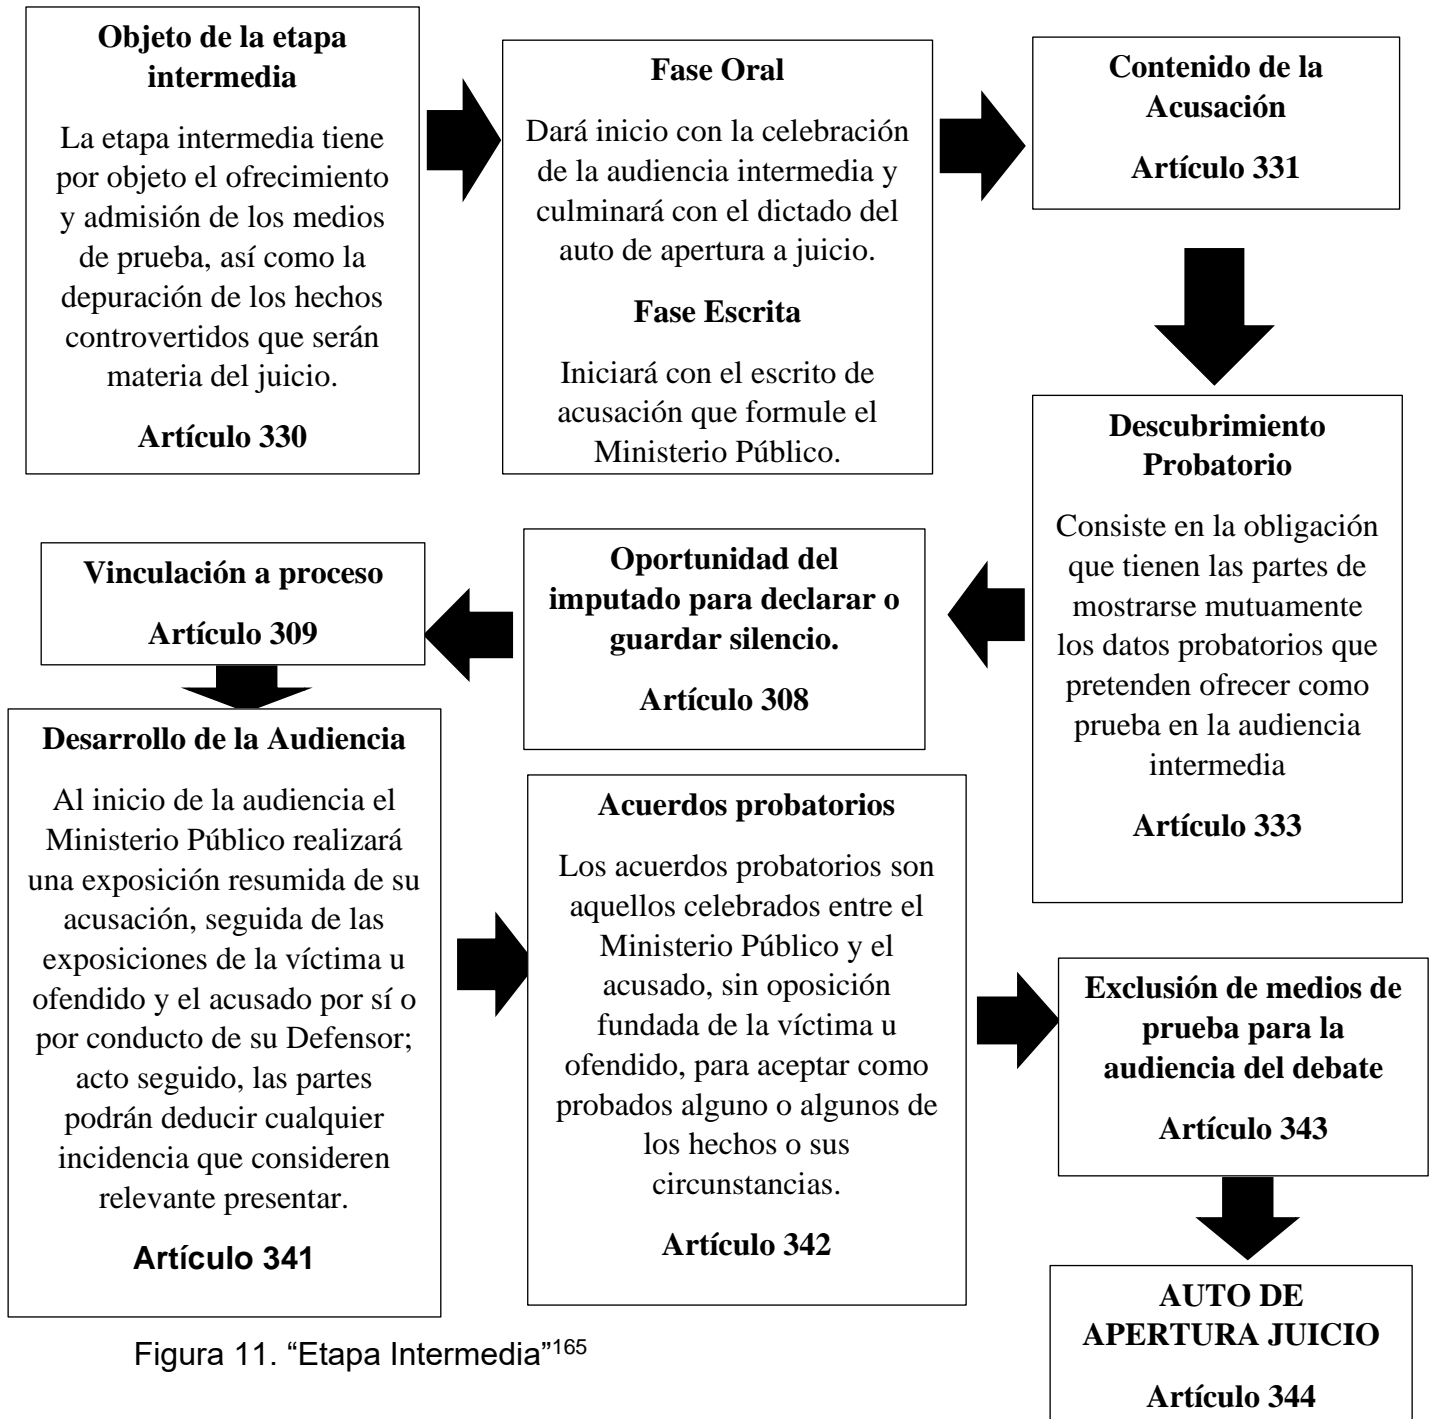 Objeto de la etapa
intermedia
La etapa intermedia tiene
por objeto el ofrecimiento
y admisión de los medios
de prueba, así como la
depuración de los hechos
controvertidos que serán
materia del juicio.
Artículo 330
Fase Oral
Dará inicio con la celebración
de la audiencia intermedia y
culminará con el dictado del
auto de apertura a juicio.
Fase Escrita
Iniciará con el escrito de
acusación que formule el
Ministerio Público.
Contenido de la
Acusación
Artículo 331
Descubrimiento
Probatorio
Consiste en la obligación
que tienen las partes de
mostrarse mutuamente
los datos probatorios que
pretenden ofrecer como
prueba en la audiencia
intermedia
Artículo 333
Oportunidad del
imputado para declarar o
guardar silencio.
Artículo 308
Vinculación a proceso
Artículo 309
Desarrollo de la Audiencia
Al inicio de la audiencia el
Ministerio Público realizará
una exposición resumida de su
acusación, seguida de las
exposiciones de la víctima u
ofendido y el acusado por sí o
por conducto de su Defensor;
acto seguido, las partes
podrán deducir cualquier
incidencia que consideren
relevante presentar.
Artículo 341
Acuerdos probatorios
Los acuerdos probatorios son
aquellos celebrados entre el
Ministerio Público y el
acusado, sin oposición
fundada de la víctima u
ofendido, para aceptar como
probados alguno o algunos de
los hechos o sus
circunstancias.
Artículo 342
Exclusión de medios de
prueba para la
audiencia del debate
Artículo 343
AUTO DE
APERTURA JUICIO
Artículo 344
Figura 11. “Etapa Intermedia”165